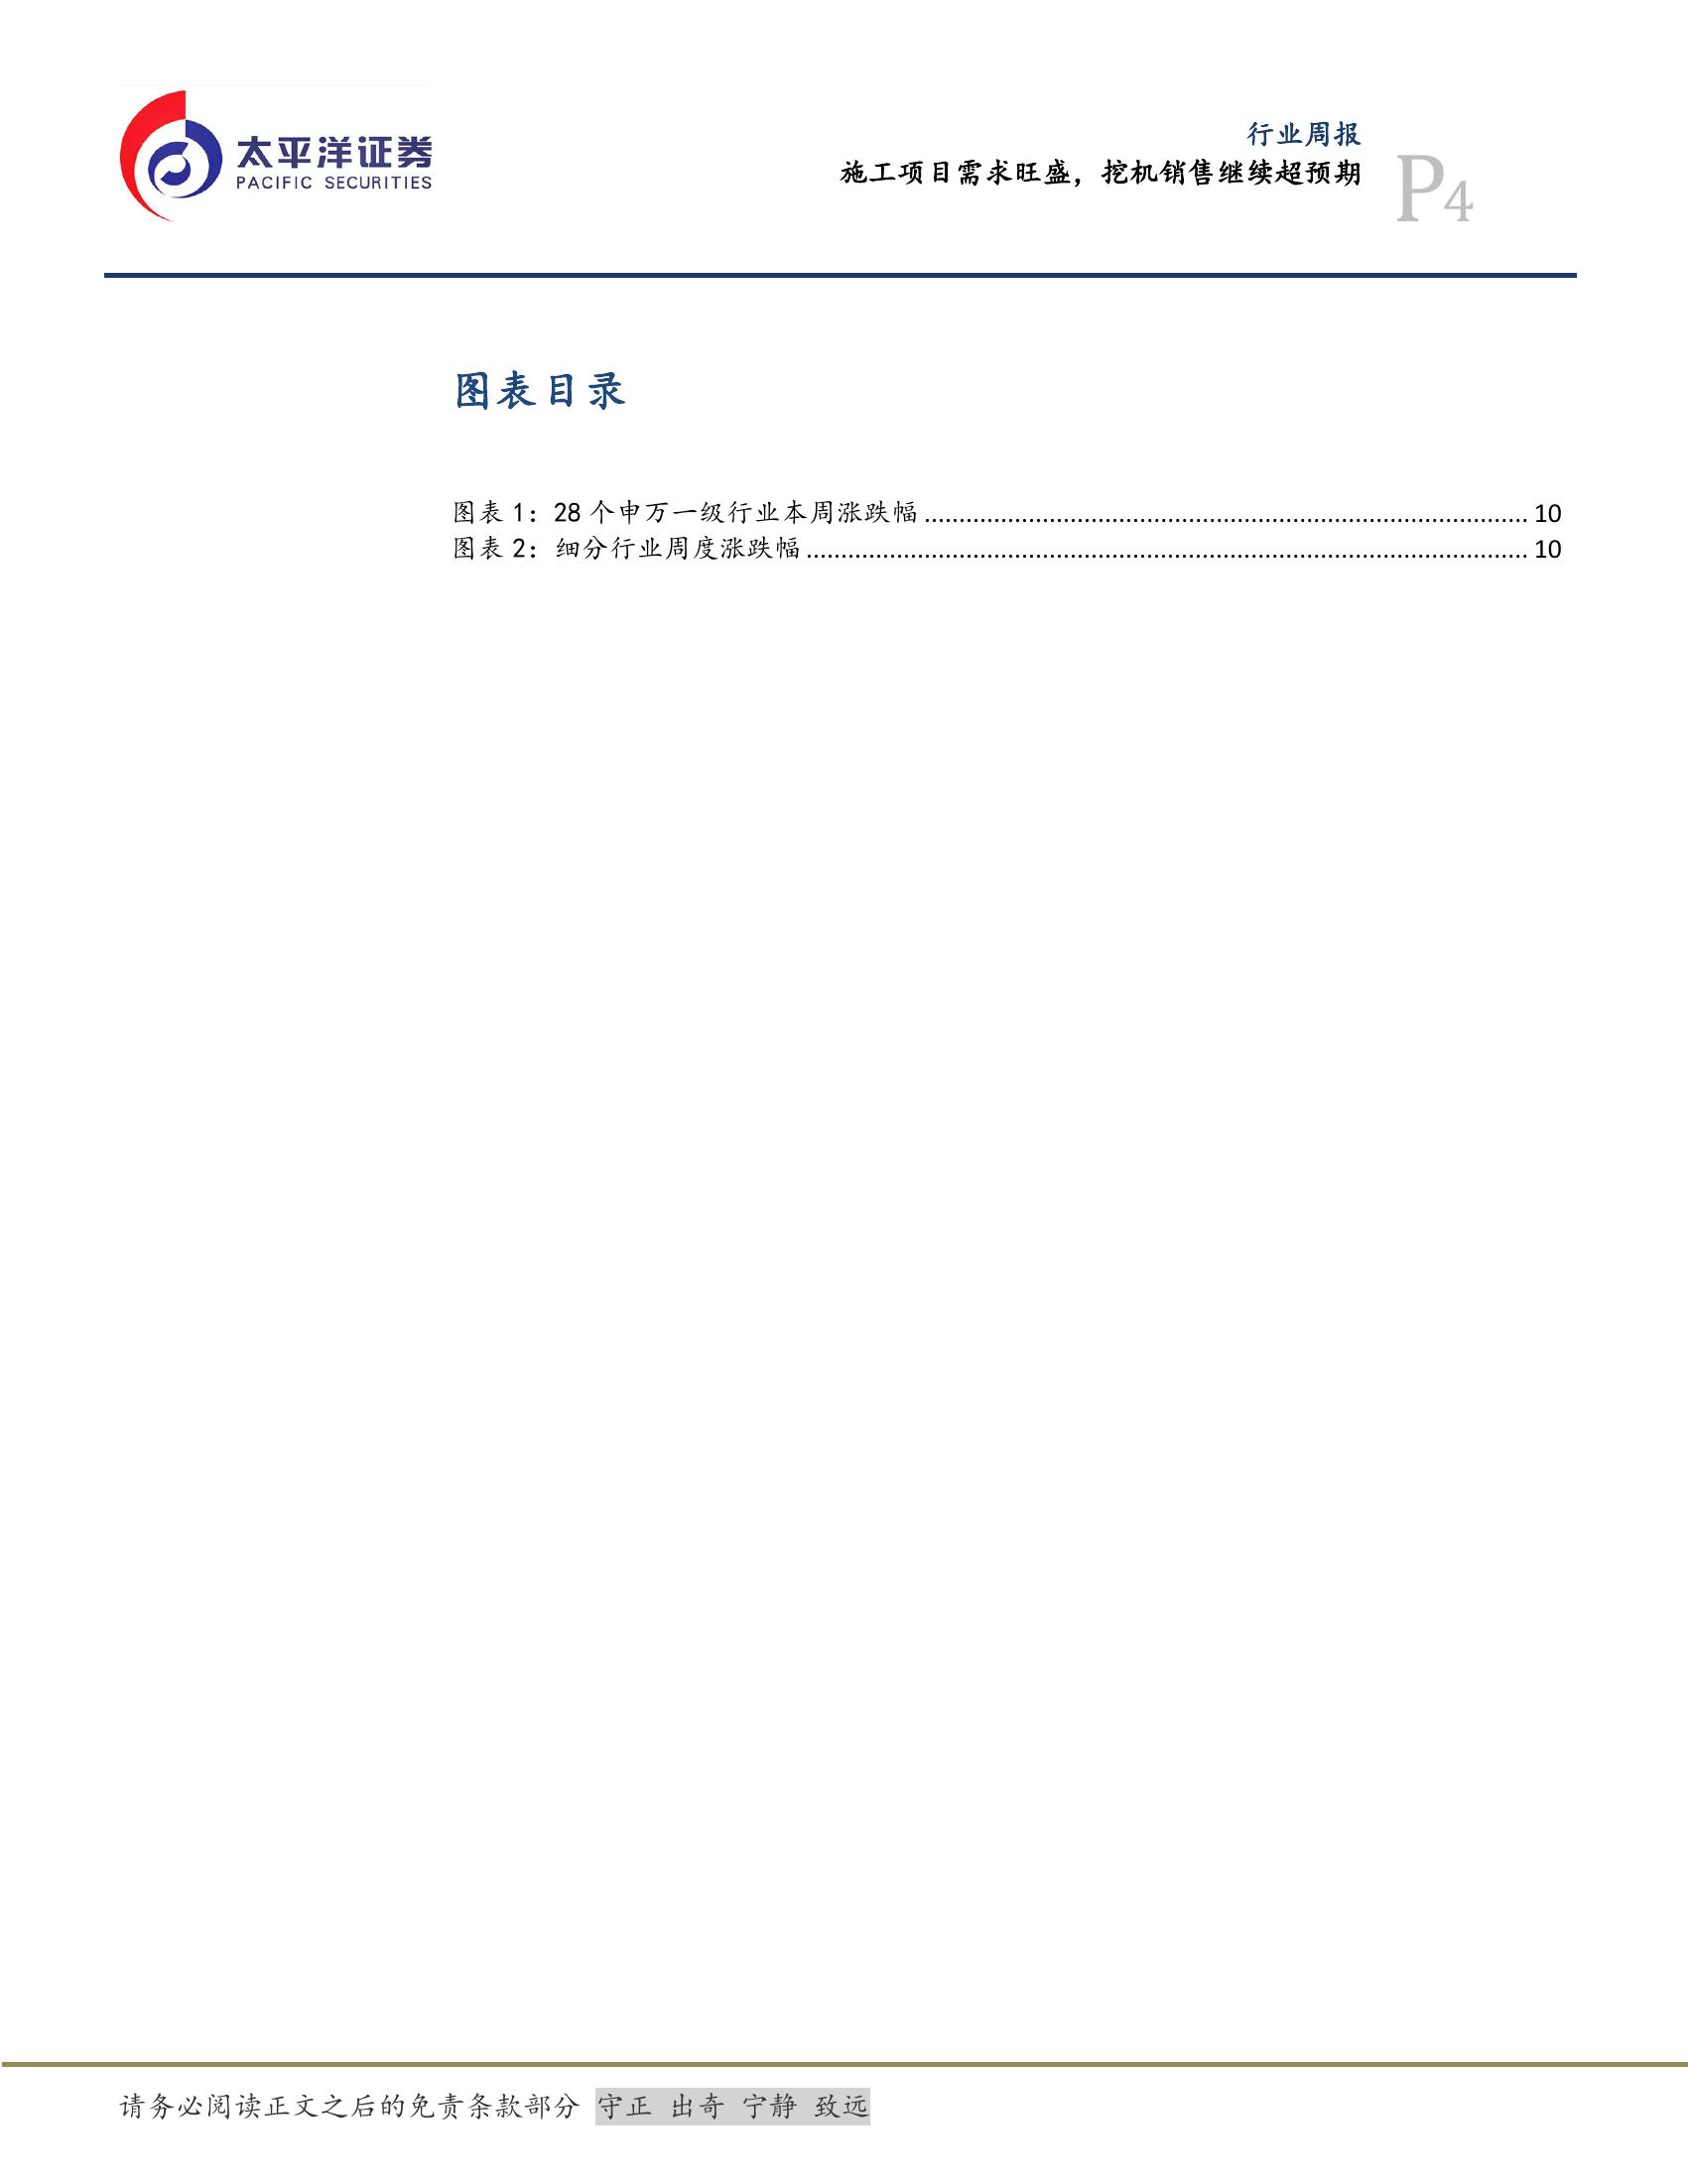 太平洋证券
PACIFIC SECURITIES
行业周报
施工项目需求旺盛，挖机销售继续超预期
P4
图表目录
图表 1：28 个申万一级行业本周涨跌幅 ........................................................................................ 10
图表 2：细分行业周度涨跌幅 ......................................................................................................... 10
请务必阅读正文之后的免责条款部分 守正 出奇 宁静 致远